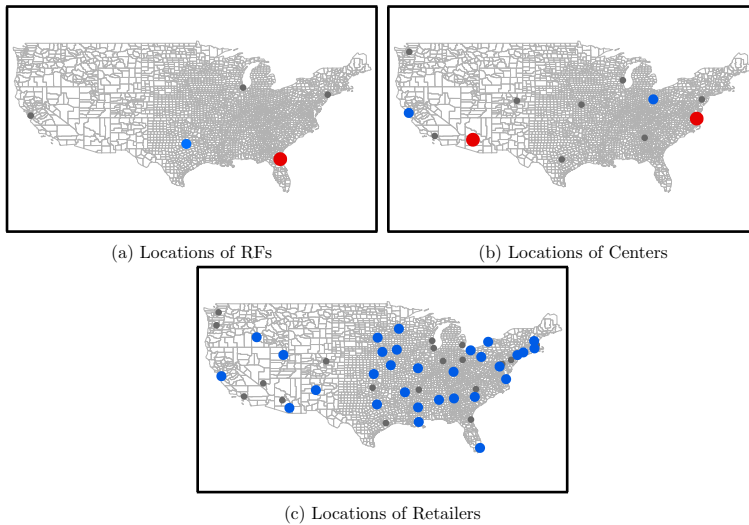 (a) Locations of RFs
(b) Locations of Centers
(c) Locations of Retailers